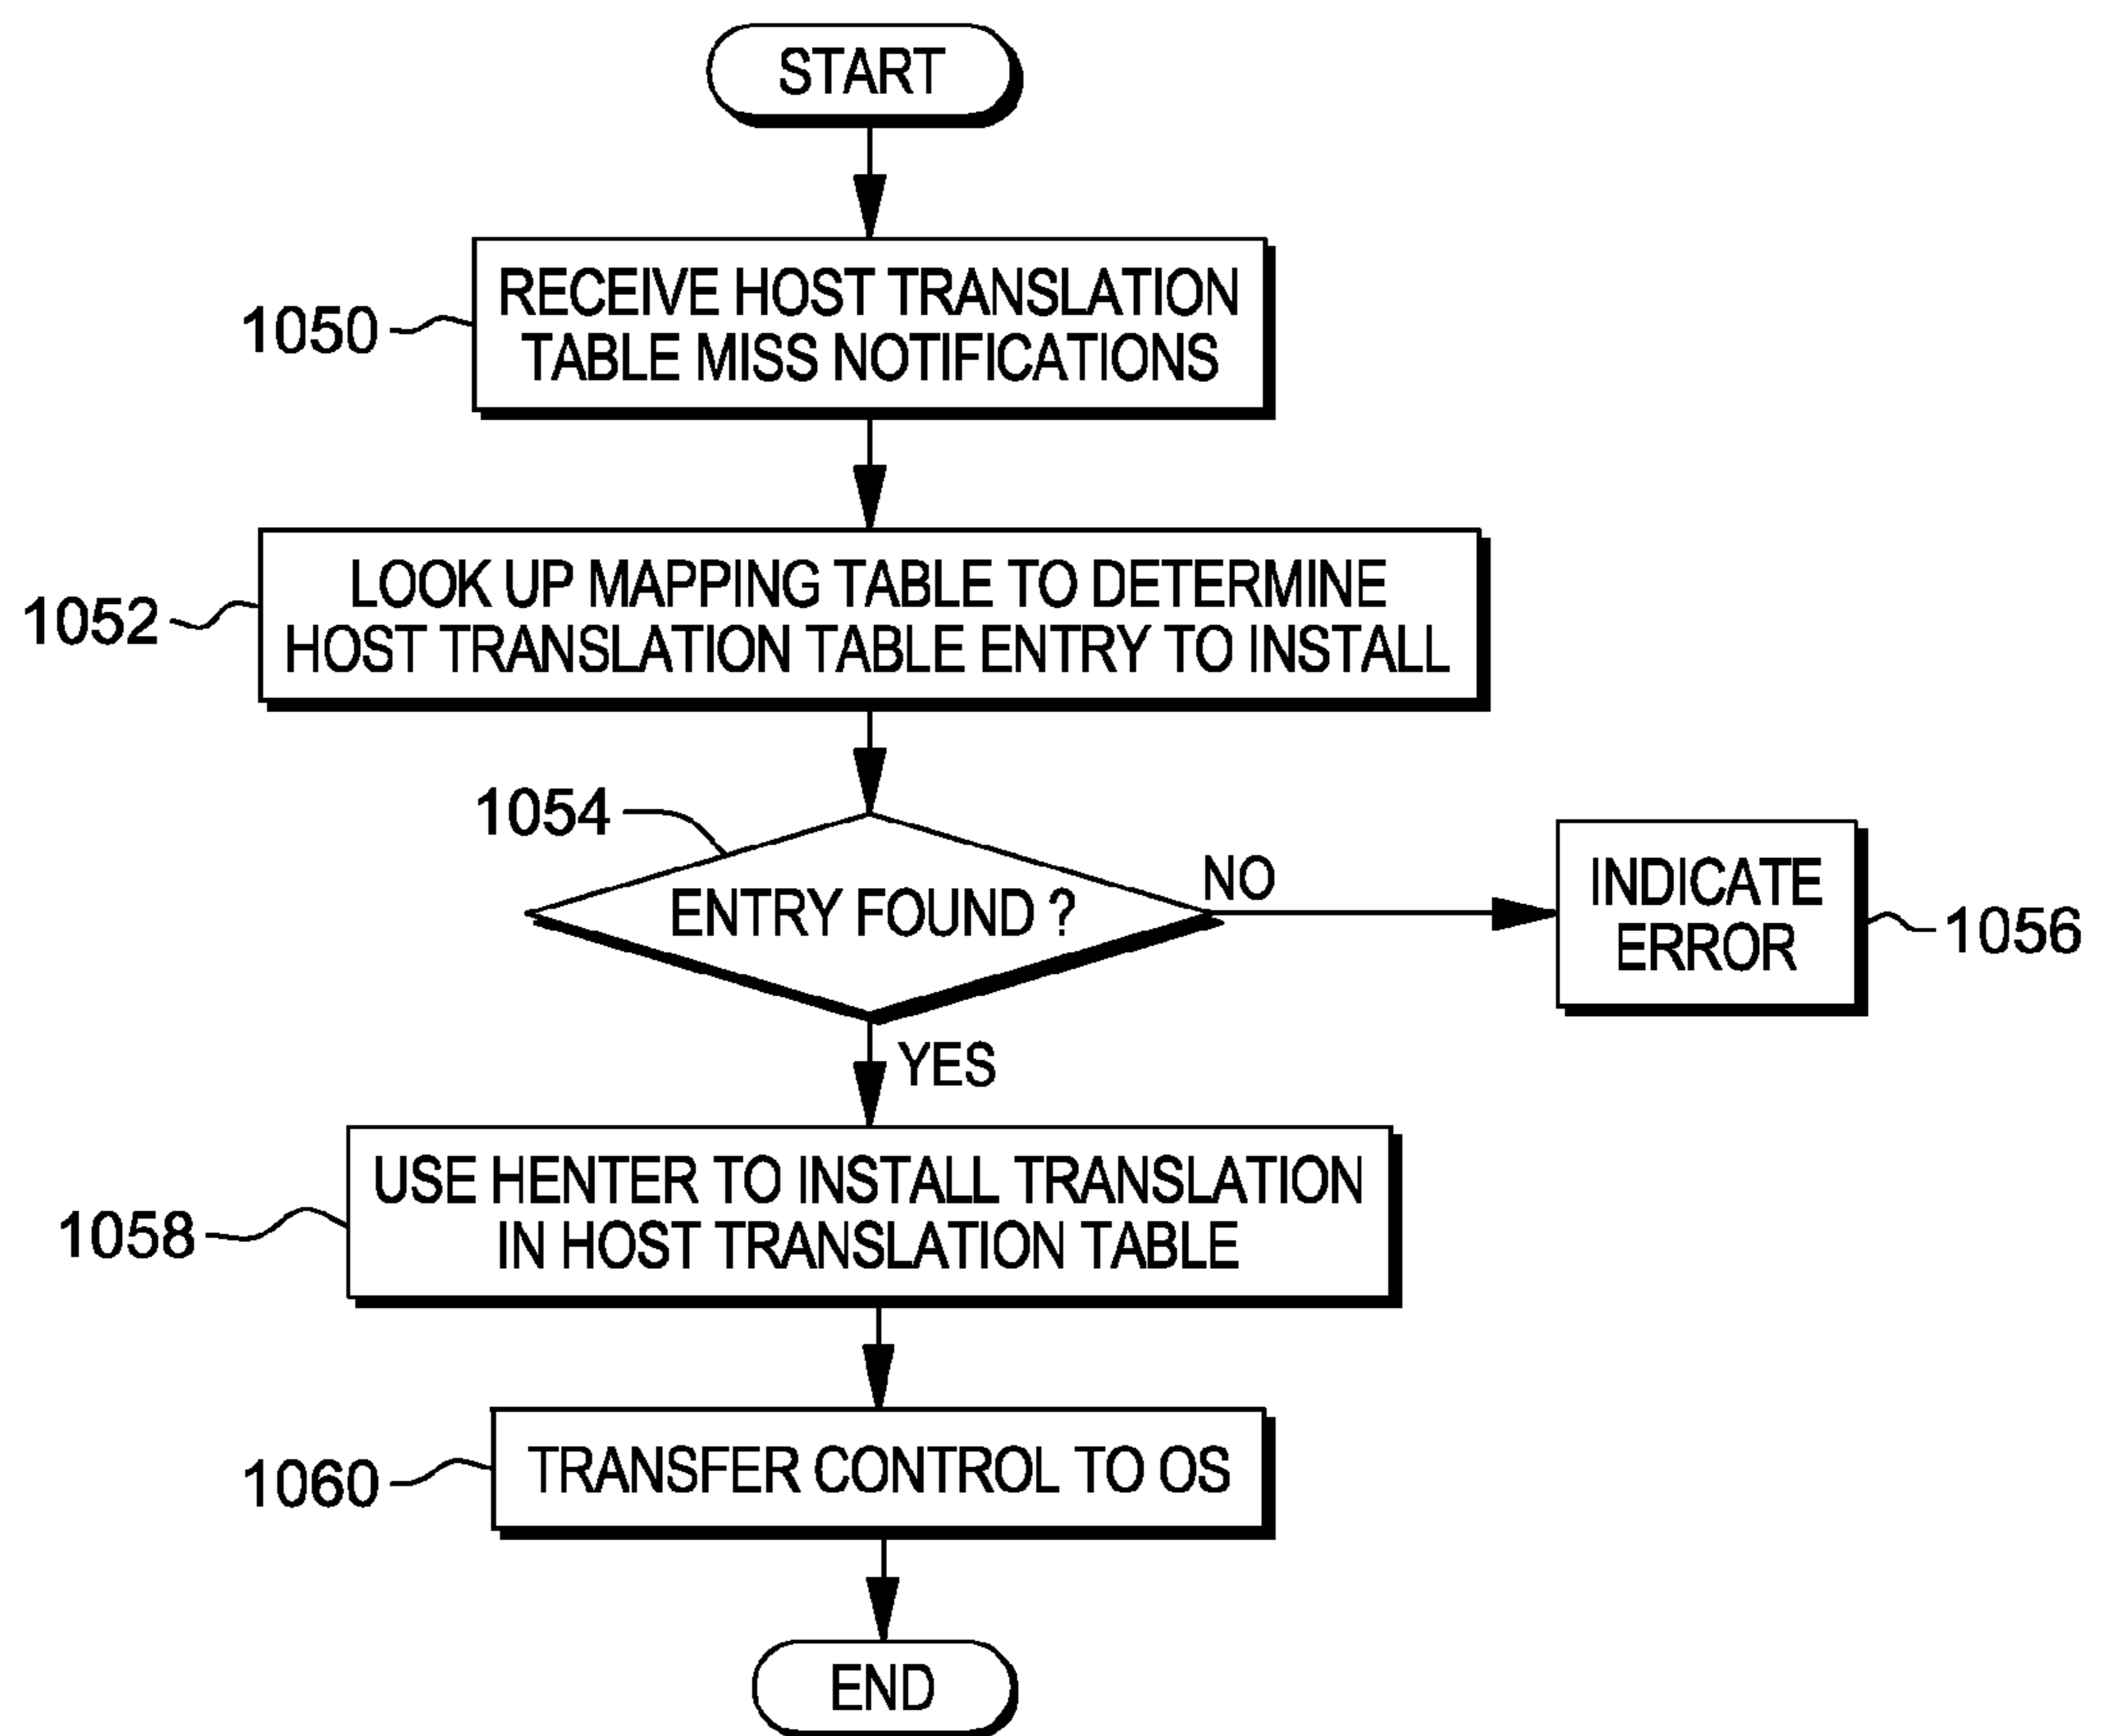 START
RECEIVE HOST TRANSLATION
TABLE MISS NOTIFICATIONS
1050
LOOK UP MAPPING TABLE TO DETERMINE
HOST TRANSLATION TABLE ENTRY TO INSTALL
1052
1054
ENTRY FOUND ?
NO
INDICATE
ERROR
1056
YES
USE HENTER TO INSTALL TRANSLATION
IN HOST TRANSLATION TABLE
1058
TRANSFER CONTROL TO OS
1060
END